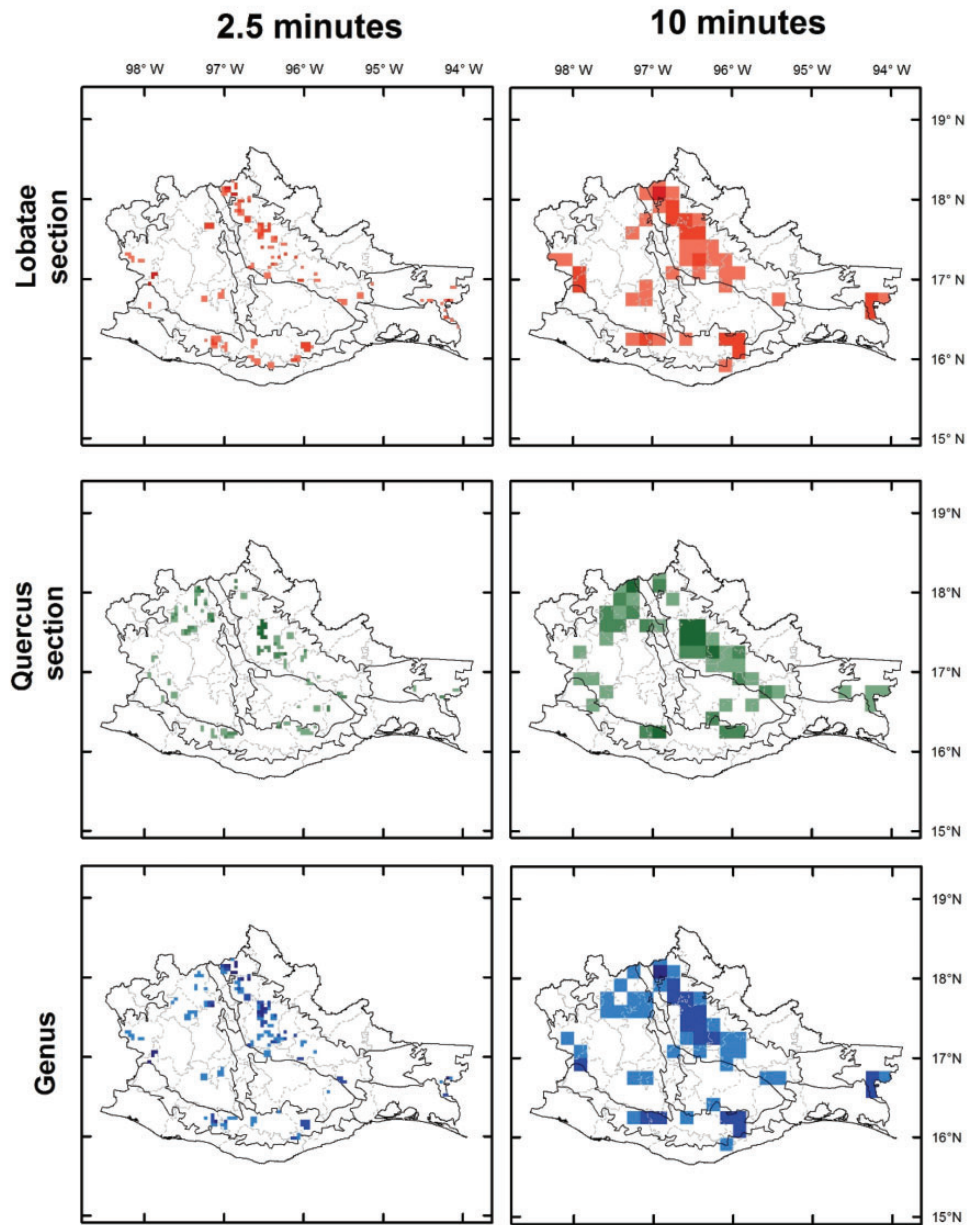 2.5 minutes
10 minutes
98° W 97° W 96° W 95° W 94° W
98° W 97° W 96° W 95° W 94° W
Lobatae
section
19° N
18° N
17° N
16° N
15° N
Quercus
section
19° N
18° N
17° N
16° N
15° N
Genus
19° N
18° N
17° N
16° N
15° N